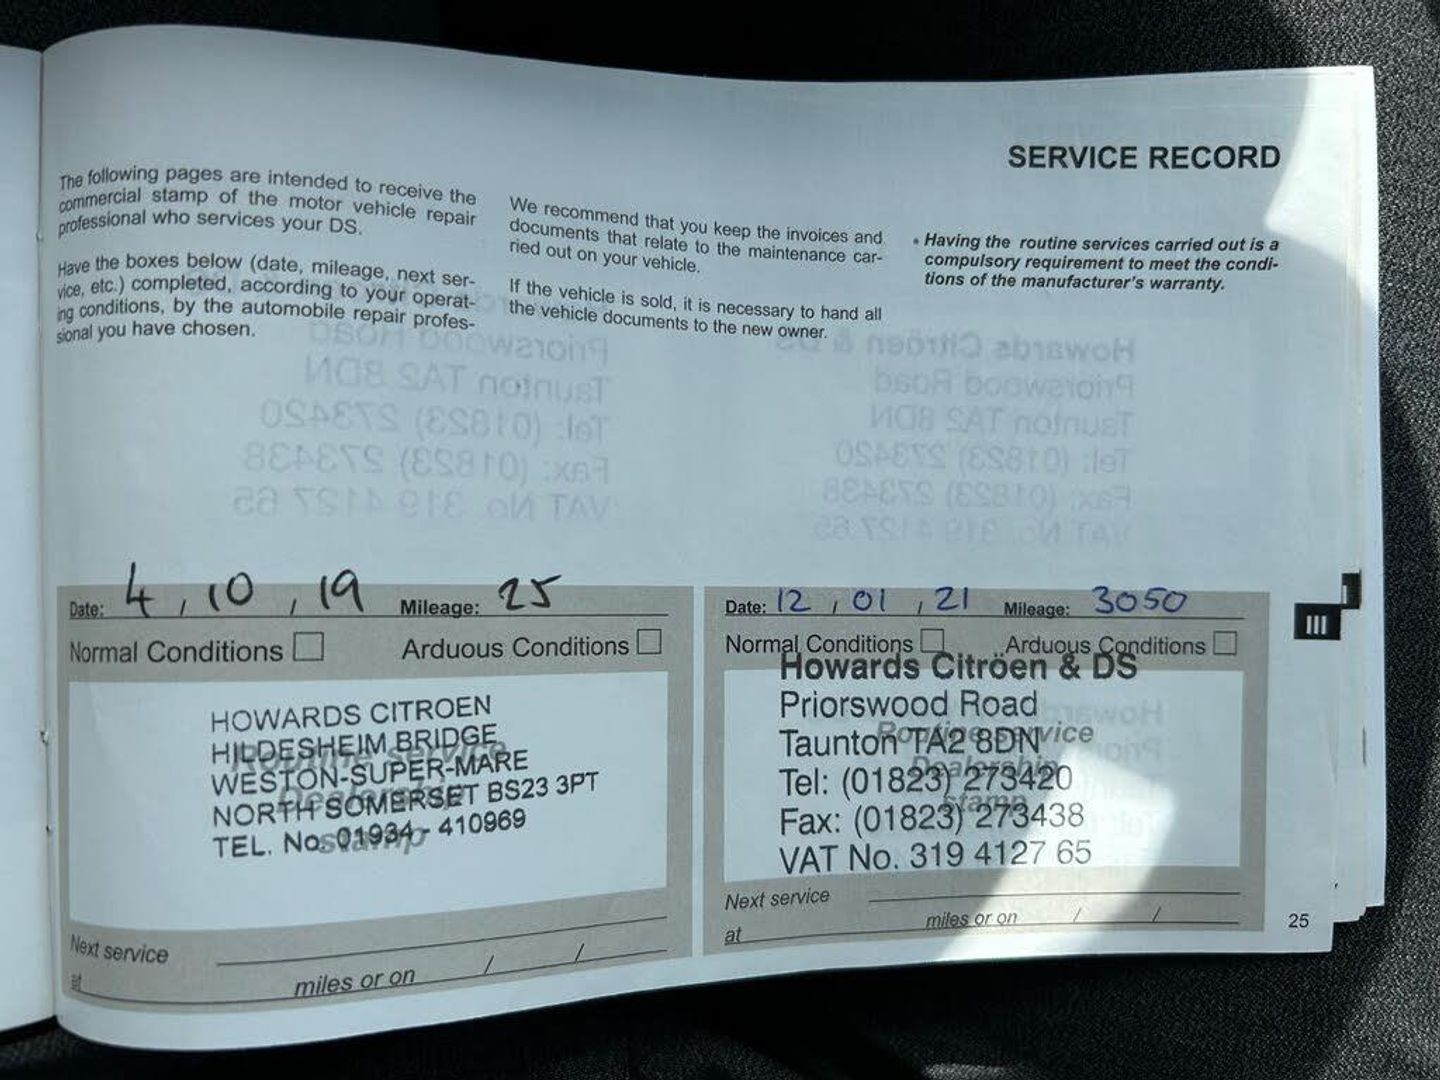 SERVICE RECORD
The following pages are intended to receive the
commercial stamp of the motor vehicle repair
professional who services your DS.
Have the boxes below (date, mileage, next ser-
vice, etc.) completed, according to your operat-
ing conditions, by the automobile repair profes-
sional you have chosen.
We recommend that you keep the invoices and
documents that relate to the maintenance car-
ried out on your vehicle.
If the vehicle is sold, it is necessary to hand all
the vehicle documents to the new owner.
• Having the routine services carried out is a
compulsory requirement to meet the condi-
tions of the manufacturer's warranty.
Date: 4 / 10 / 19 Mileage: 25
Normal Conditions Arduous Conditions
HOWARDS CITROEN
HILDESHEIM BRIDGE
WESTON-SUPER-MARE
NORTH SOMERSET BS23 3PT
TEL. No. 01934 - 410969
Routine service
Dealership
stamp
Next service
at miles or on / /
Date: 12 / 01 / 21 Mileage: 3050
Normal Conditions Arduous Conditions
Howards Citröen & DS
Priorswood Road
Taunton TA2 8DN
Tel: (01823) 273420
Fax: (01823) 273438
VAT No. 319 4127 65
Routine service
Dealership
stamp
Next service
at miles or on / /
III
25